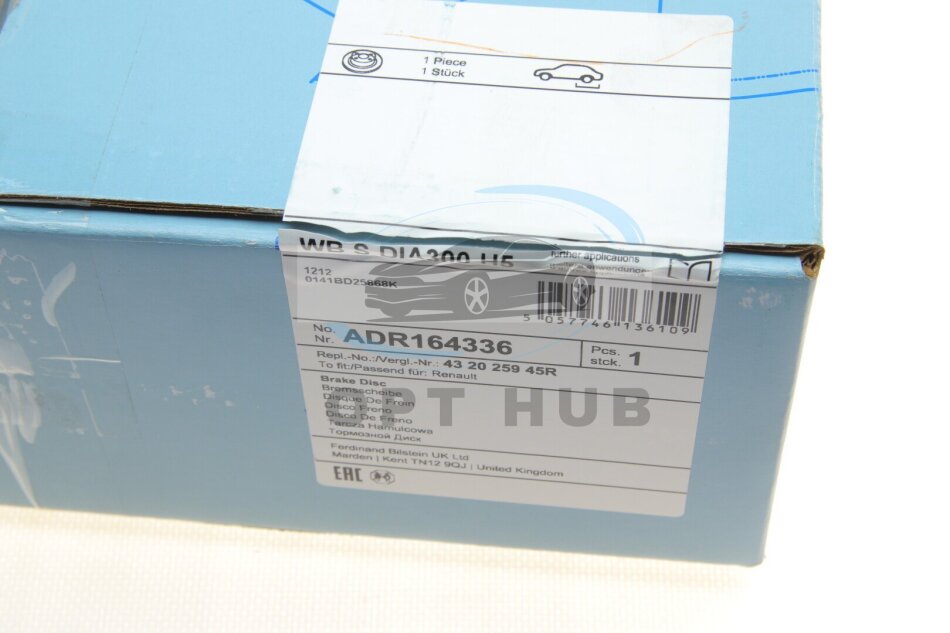 1 Piece
1 Stück
WB S DIA300 H5
further applications
1212
0141BD25868K
5 057746 136109
No.
Nr. ADR164336
Pcs.
stck. 1
Repl.-No.:/Vergl.-Nr.: 43 20 259 45R
To fit:/Passend für: Renault
Brake Disc
Bromsscheibe
Disque De Frein
Disco Freno
Disco De Freno
Tarcza Hamulcowa
Тормозной Диск
OPT HUB
Ferdinand Bilstein UK Ltd
Marden | Kent TN12 9QJ | United Kingdom
EAC